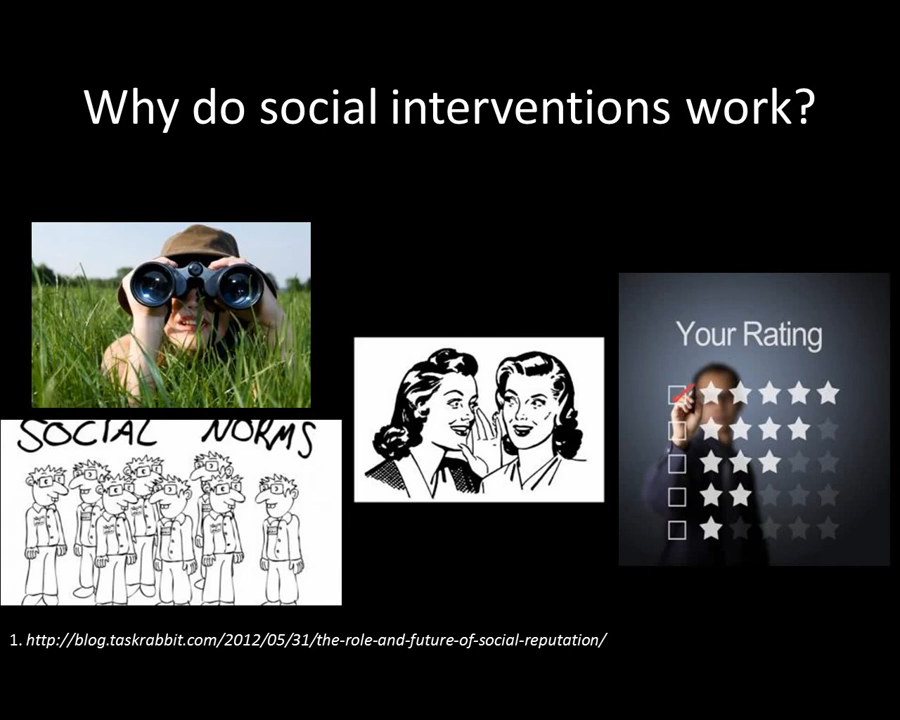 Why do social interventions work?
SOCIAL NORMS
Your Rating
1. http://blog.taskrabbit.com/2012/05/31/the-role-and-future-of-social-reputation/